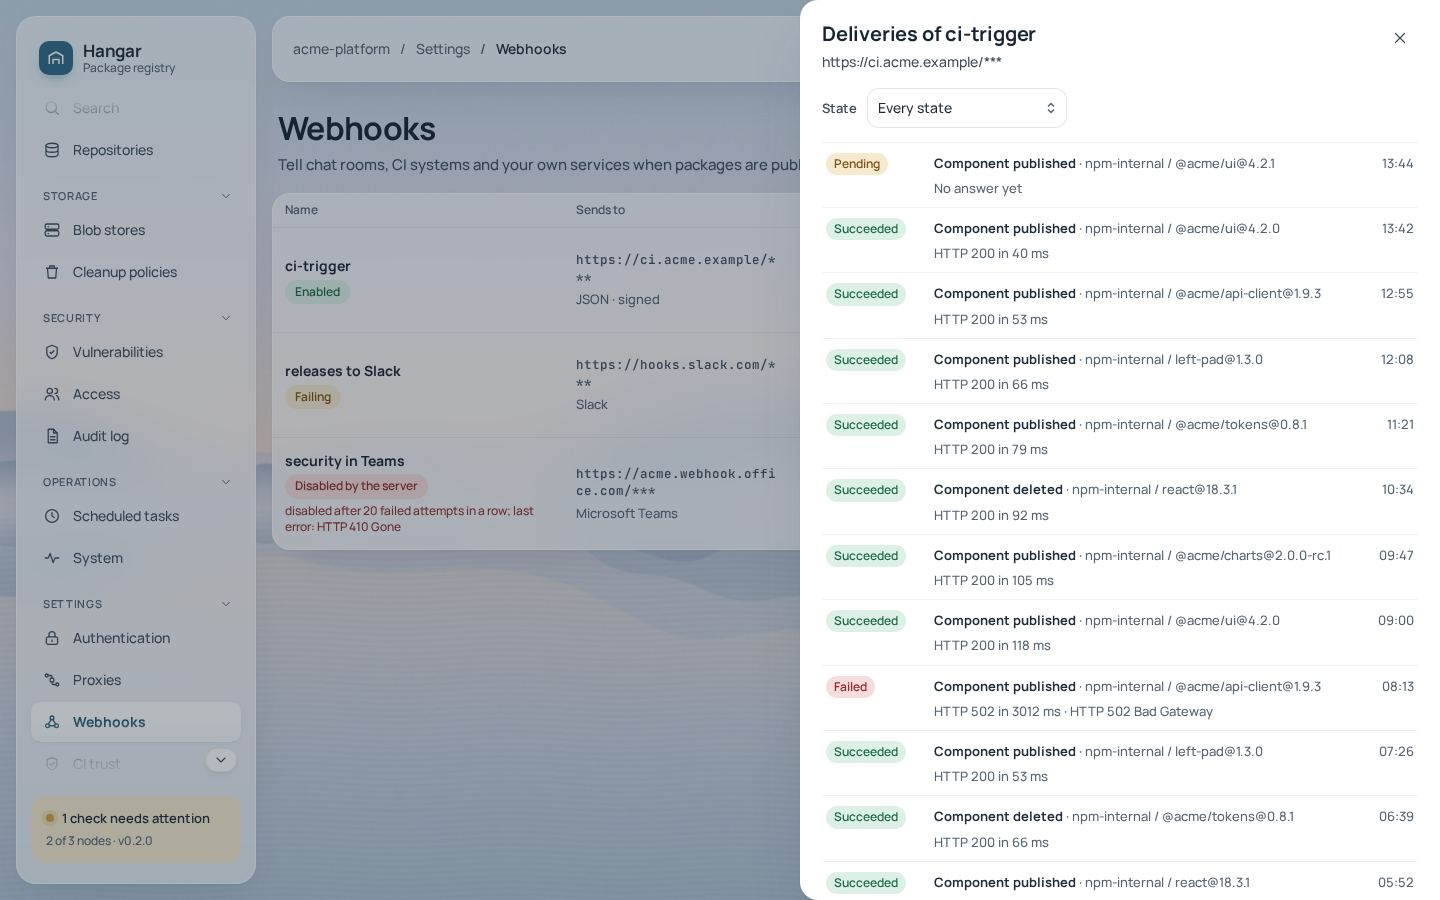 Hangar
Package registry
Search
Repositories
STORAGE
Blob stores
Cleanup policies
SECURITY
Vulnerabilities
Access
Audit log
OPERATIONS
Scheduled tasks
System
SETTINGS
Authentication
Proxies
Webhooks
CI trust
1 check needs attention
2 of 3 nodes · v0.2.0
acme-platform / Settings / Webhooks
Webhooks
Tell chat rooms, CI systems and your own services when packages are publ
Name Sends to
ci-trigger
Enabled
https://ci.acme.example/*
**
JSON · signed
releases to Slack
Failing
https://hooks.slack.com/*
**
Slack
security in Teams
Disabled by the server
disabled after 20 failed attempts in a row; last
error: HTTP 410 Gone
https://acme.webhook.offi
ce.com/***
Microsoft Teams
Deliveries of ci-trigger
https://ci.acme.example/***
State Every state
Pending Component published · npm-internal / @acme/ui@4.2.1 13:44
No answer yet
Succeeded Component published · npm-internal / @acme/ui@4.2.0 13:42
HTTP 200 in 40 ms
Succeeded Component published · npm-internal / @acme/api-client@1.9.3 12:55
HTTP 200 in 53 ms
Succeeded Component published · npm-internal / left-pad@1.3.0 12:08
HTTP 200 in 66 ms
Succeeded Component published · npm-internal / @acme/tokens@0.8.1 11:21
HTTP 200 in 79 ms
Succeeded Component deleted · npm-internal / react@18.3.1 10:34
HTTP 200 in 92 ms
Succeeded Component published · npm-internal / @acme/charts@2.0.0-rc.1 09:47
HTTP 200 in 105 ms
Succeeded Component published · npm-internal / @acme/ui@4.2.0 09:00
HTTP 200 in 118 ms
Failed Component published · npm-internal / @acme/api-client@1.9.3 08:13
HTTP 502 in 3012 ms · HTTP 502 Bad Gateway
Succeeded Component published · npm-internal / left-pad@1.3.0 07:26
HTTP 200 in 53 ms
Succeeded Component deleted · npm-internal / @acme/tokens@0.8.1 06:39
HTTP 200 in 66 ms
Succeeded Component published · npm-internal / react@18.3.1 05:52